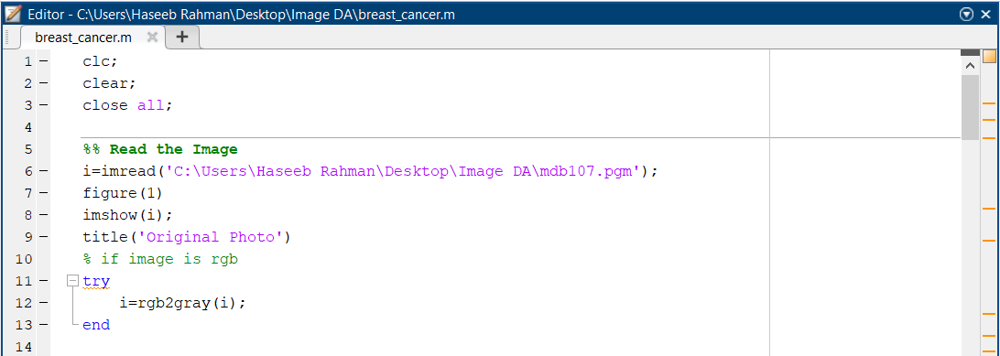 Editor - C:\Users\Haseeb Rahman\Desktop\Image DA\breast_cancer.m
breast_cancer.m
1 clc;
2 clear;
3 close all;
4
5 %% Read the Image
6 i=imread('C:\Users\Haseeb Rahman\Desktop\Image DA\mdb107.pgm');
7 figure(1)
8 imshow(i);
9 title('Original Photo')
10 % if image is rgb
11 try
12     i=rgb2gray(i);
13 end
14